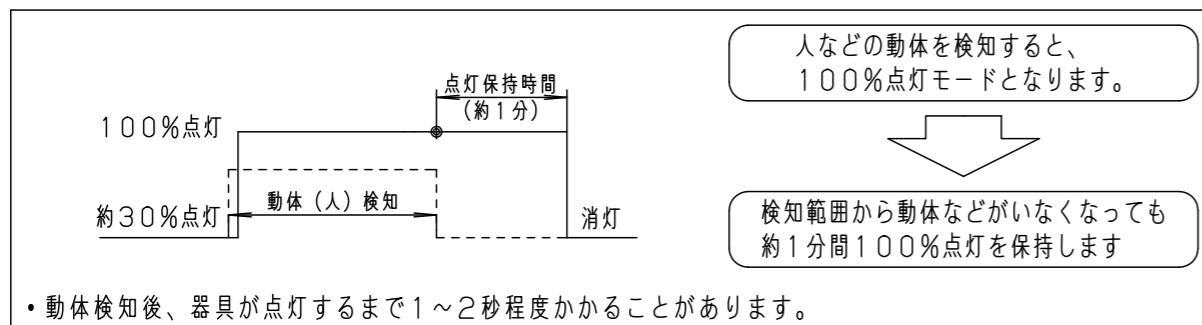 人などの動体を検知すると、
１００％点灯モードとなります。
点灯保持時間
（約１分）
１００％点灯
動体（人）検知
約３０％点灯
消灯
検知範囲から動体などがいなくなっても
約１分間１００％点灯を保持します
・動体検知後、器具が点灯するまで１～２秒程度かかることがあります。